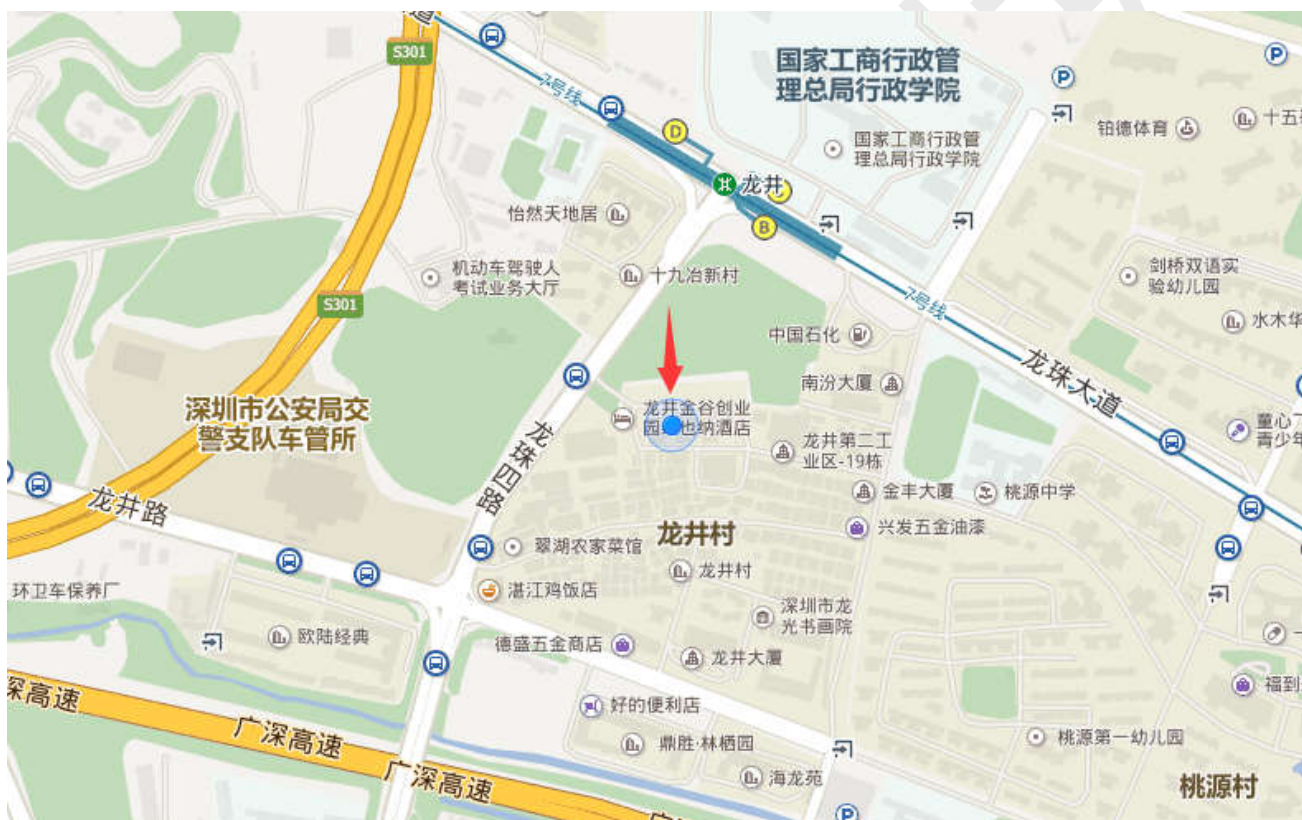 道
S301
7号线
国家工商行政管
理总局行政学院
P
P
D
国家工商行政管
理总局行政学院
铂德体育
十五
龙井
B
怡然天地居
机动车驾驶人
考试业务大厅
十九冶新村
剑桥双语实
验幼儿园
S301
7号线
中国石化
水木华
龙珠大道
南汾大厦
深圳市公安局交
警支队车管所
龙井金谷创业
园
也纳酒店
龙珠四路
龙井第二工
业区-19栋
童心
青少年
龙井路
金丰大厦
桃源中学
兴发五金油漆
龙井村
翠湖农家菜馆
龙井村
环卫车保养厂
湛江鸡饭店
深圳市龙
光书画院
欧陆经典
德盛五金商店
龙井大厦
深高速
广深高速
广深高速
好的便利店
福到
鼎胜·林栖园
桃源第一幼儿园
海龙苑
桃源村
P